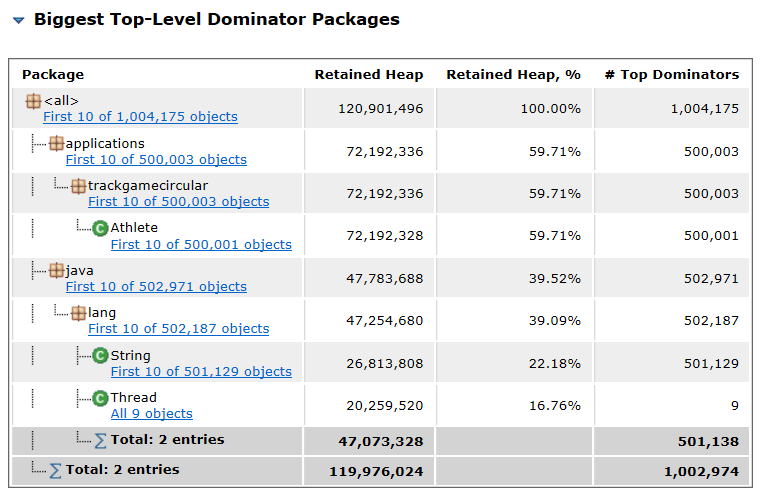 Biggest Top-Level Dominator Packages
Package Retained Heap Retained Heap, % # Top Dominators
<all>
First 10 of 1,004,175 objects 120,901,496 100.00% 1,004,175
applications
First 10 of 500,003 objects 72,192,336 59.71% 500,003
trackgamecircular
First 10 of 500,003 objects 72,192,336 59.71% 500,003
Athlete
First 10 of 500,001 objects 72,192,328 59.71% 500,001
java
First 10 of 502,971 objects 47,783,688 39.52% 502,971
lang
First 10 of 502,187 objects 47,254,680 39.09% 502,187
String
First 10 of 501,129 objects 26,813,808 22.18% 501,129
Thread
All 9 objects 20,259,520 16.76% 9
Total: 2 entries 47,073,328 501,138
Total: 2 entries 119,976,024 1,002,974